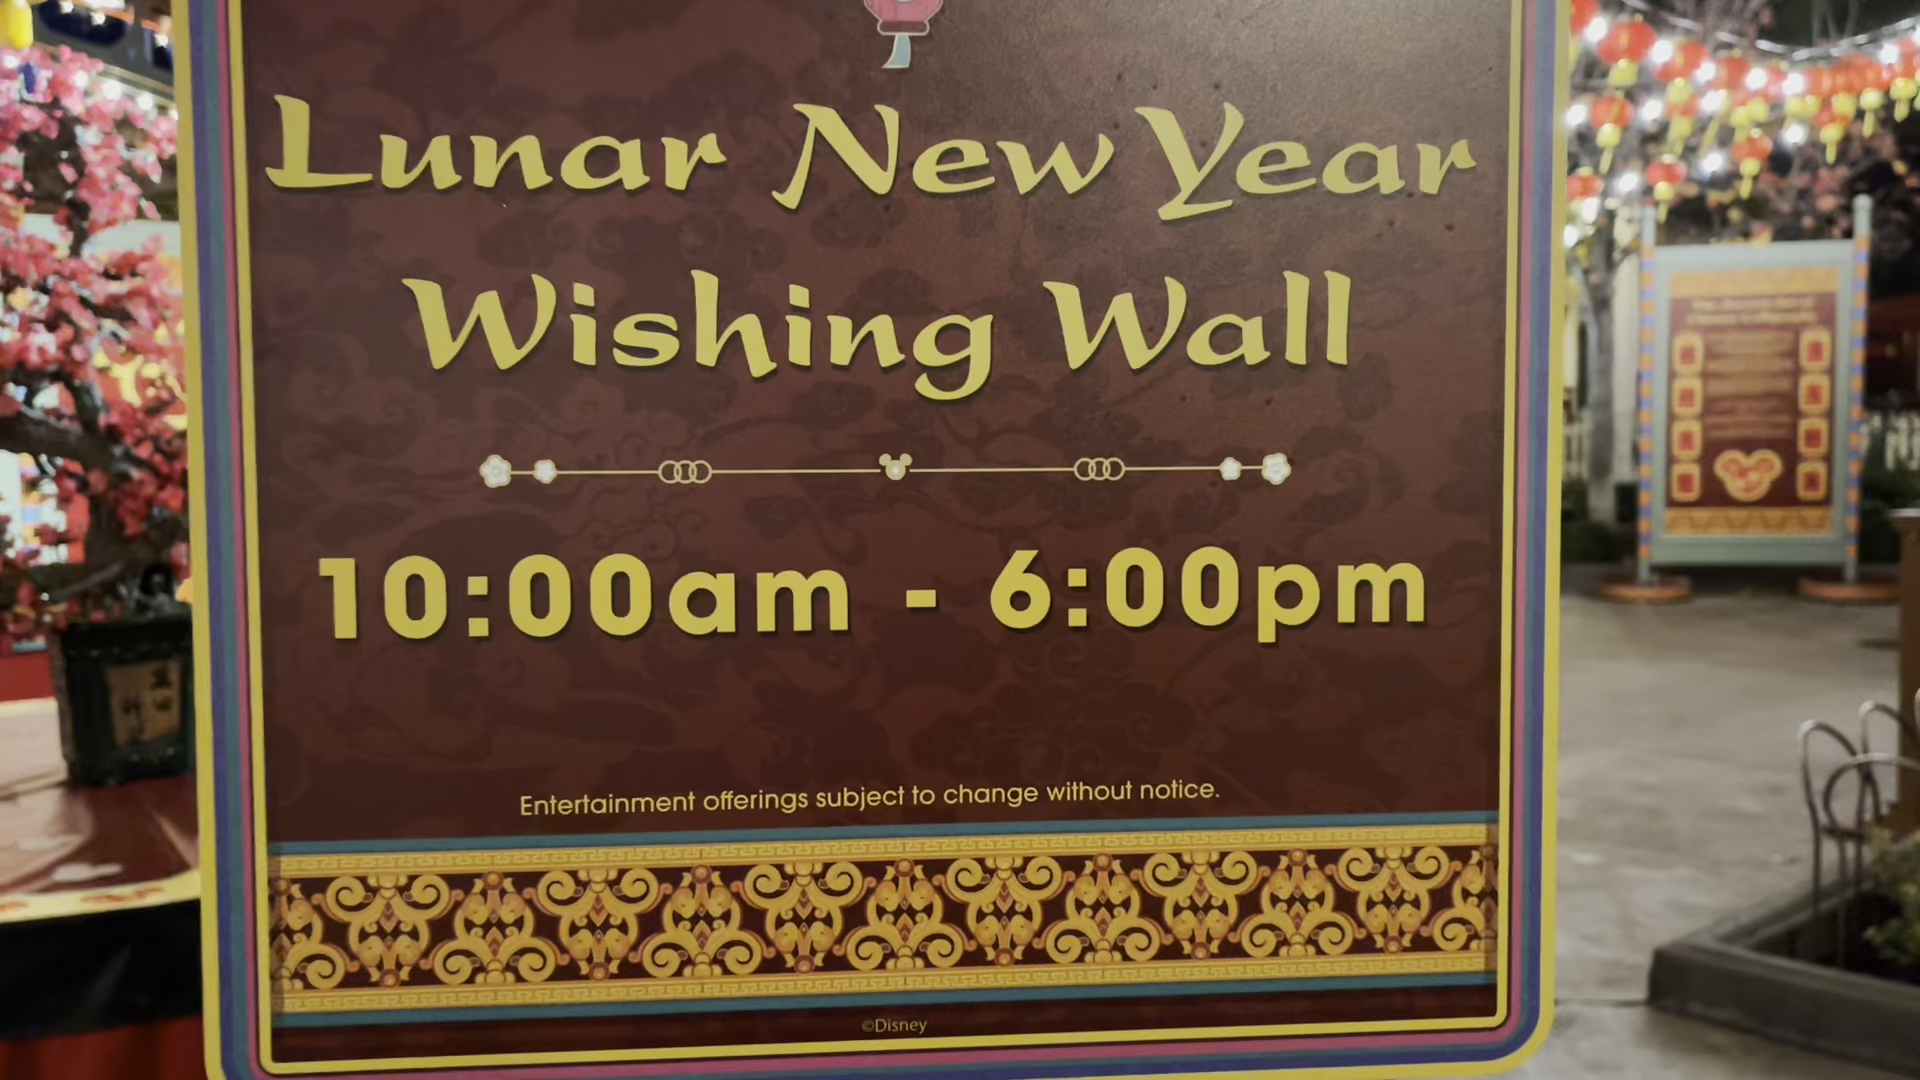 Lunar New Year
Wishing Wall
10:00am - 6:00pm
Entertainment offerings subject to change without notice.
©Disney